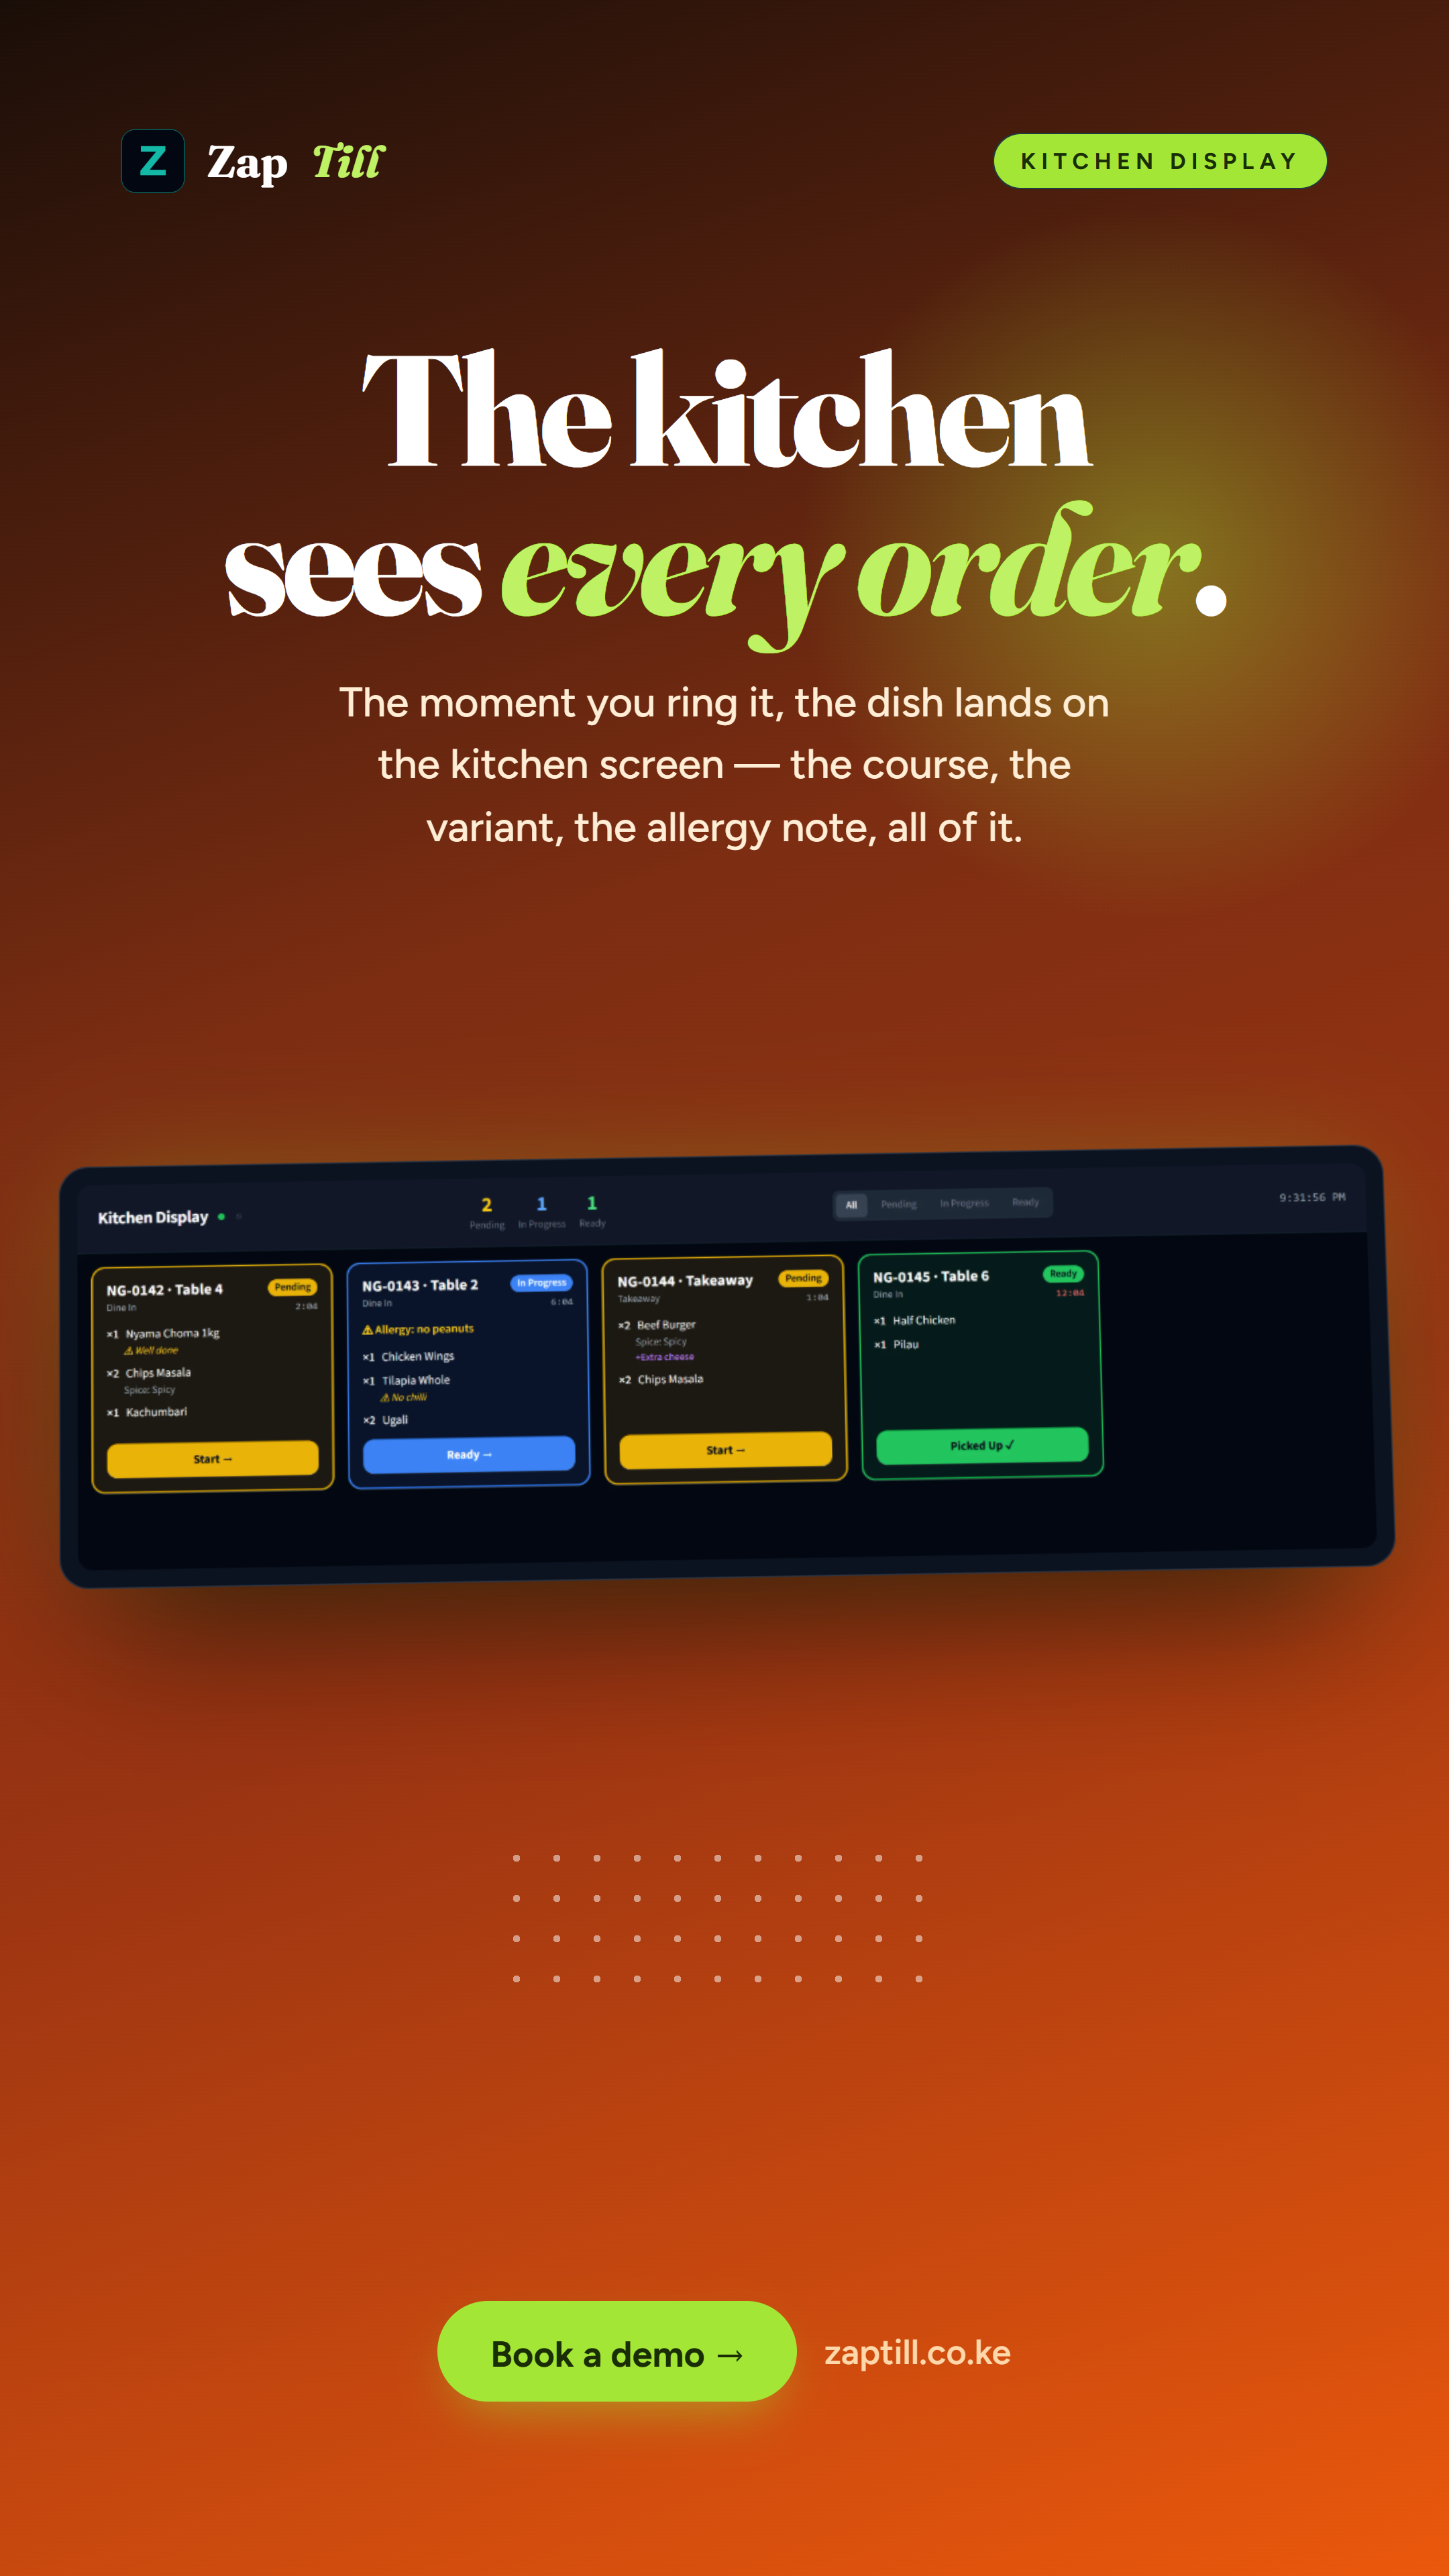 Z Zap Till
KITCHEN DISPLAY
The kitchen
sees every order.
The moment you ring it, the dish lands on
the kitchen screen — the course, the
variant, the allergy note, all of it.
Kitchen Display
2 1 1
Pending In Progress Ready
All Pending In Progress Ready
9:31:56 PM
NG-0142 · Table 4 Pending
Dine In 2:04
×1 Nyama Choma 1kg
⚠ Well done
×2 Chips Masala
Spice: Spicy
×1 Kachumbari
Start →
NG-0143 · Table 2 In Progress
Dine In 6:04
⚠ Allergy: no peanuts
×1 Chicken Wings
×1 Tilapia Whole
⚠ No chilli
×2 Ugali
Ready →
NG-0144 · Takeaway Pending
Takeaway 1:04
×2 Beef Burger
Spice: Spicy
+Extra cheese
×2 Chips Masala
Start →
NG-0145 · Table 6 Ready
Dine In 12:04
×1 Half Chicken
×1 Pilau
Picked Up ✓
Book a demo →
zaptill.co.ke